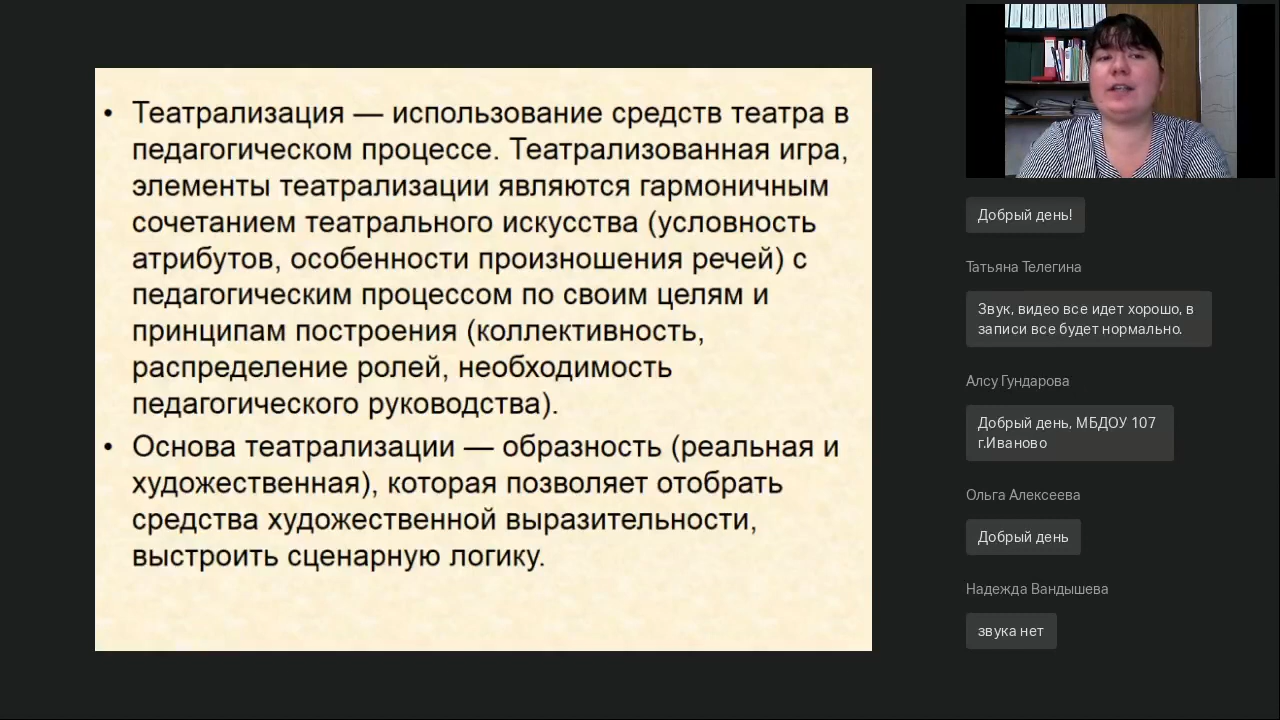 • Театрализация — использование средств театра в
педагогическом процессе. Театрализованная игра,
элементы театрализации являются гармоничным
сочетанием театрального искусства (условность
атрибутов, особенности произношения речей) с
педагогическим процессом по своим целям и
принципам построения (коллективность,
распределение ролей, необходимость
педагогического руководства).
• Основа театрализации — образность (реальная и
художественная), которая позволяет отобрать
средства художественной выразительности,
выстроить сценарную логику.
Добрый день!
Татьяна Телегина
Звук, видео все идет хорошо, в
записи все будет нормально.
Алсу Гундарова
Добрый день, МБДОУ 107
г.Иваново
Ольга Алексеева
Добрый день
Надежда Вандышева
звука нет